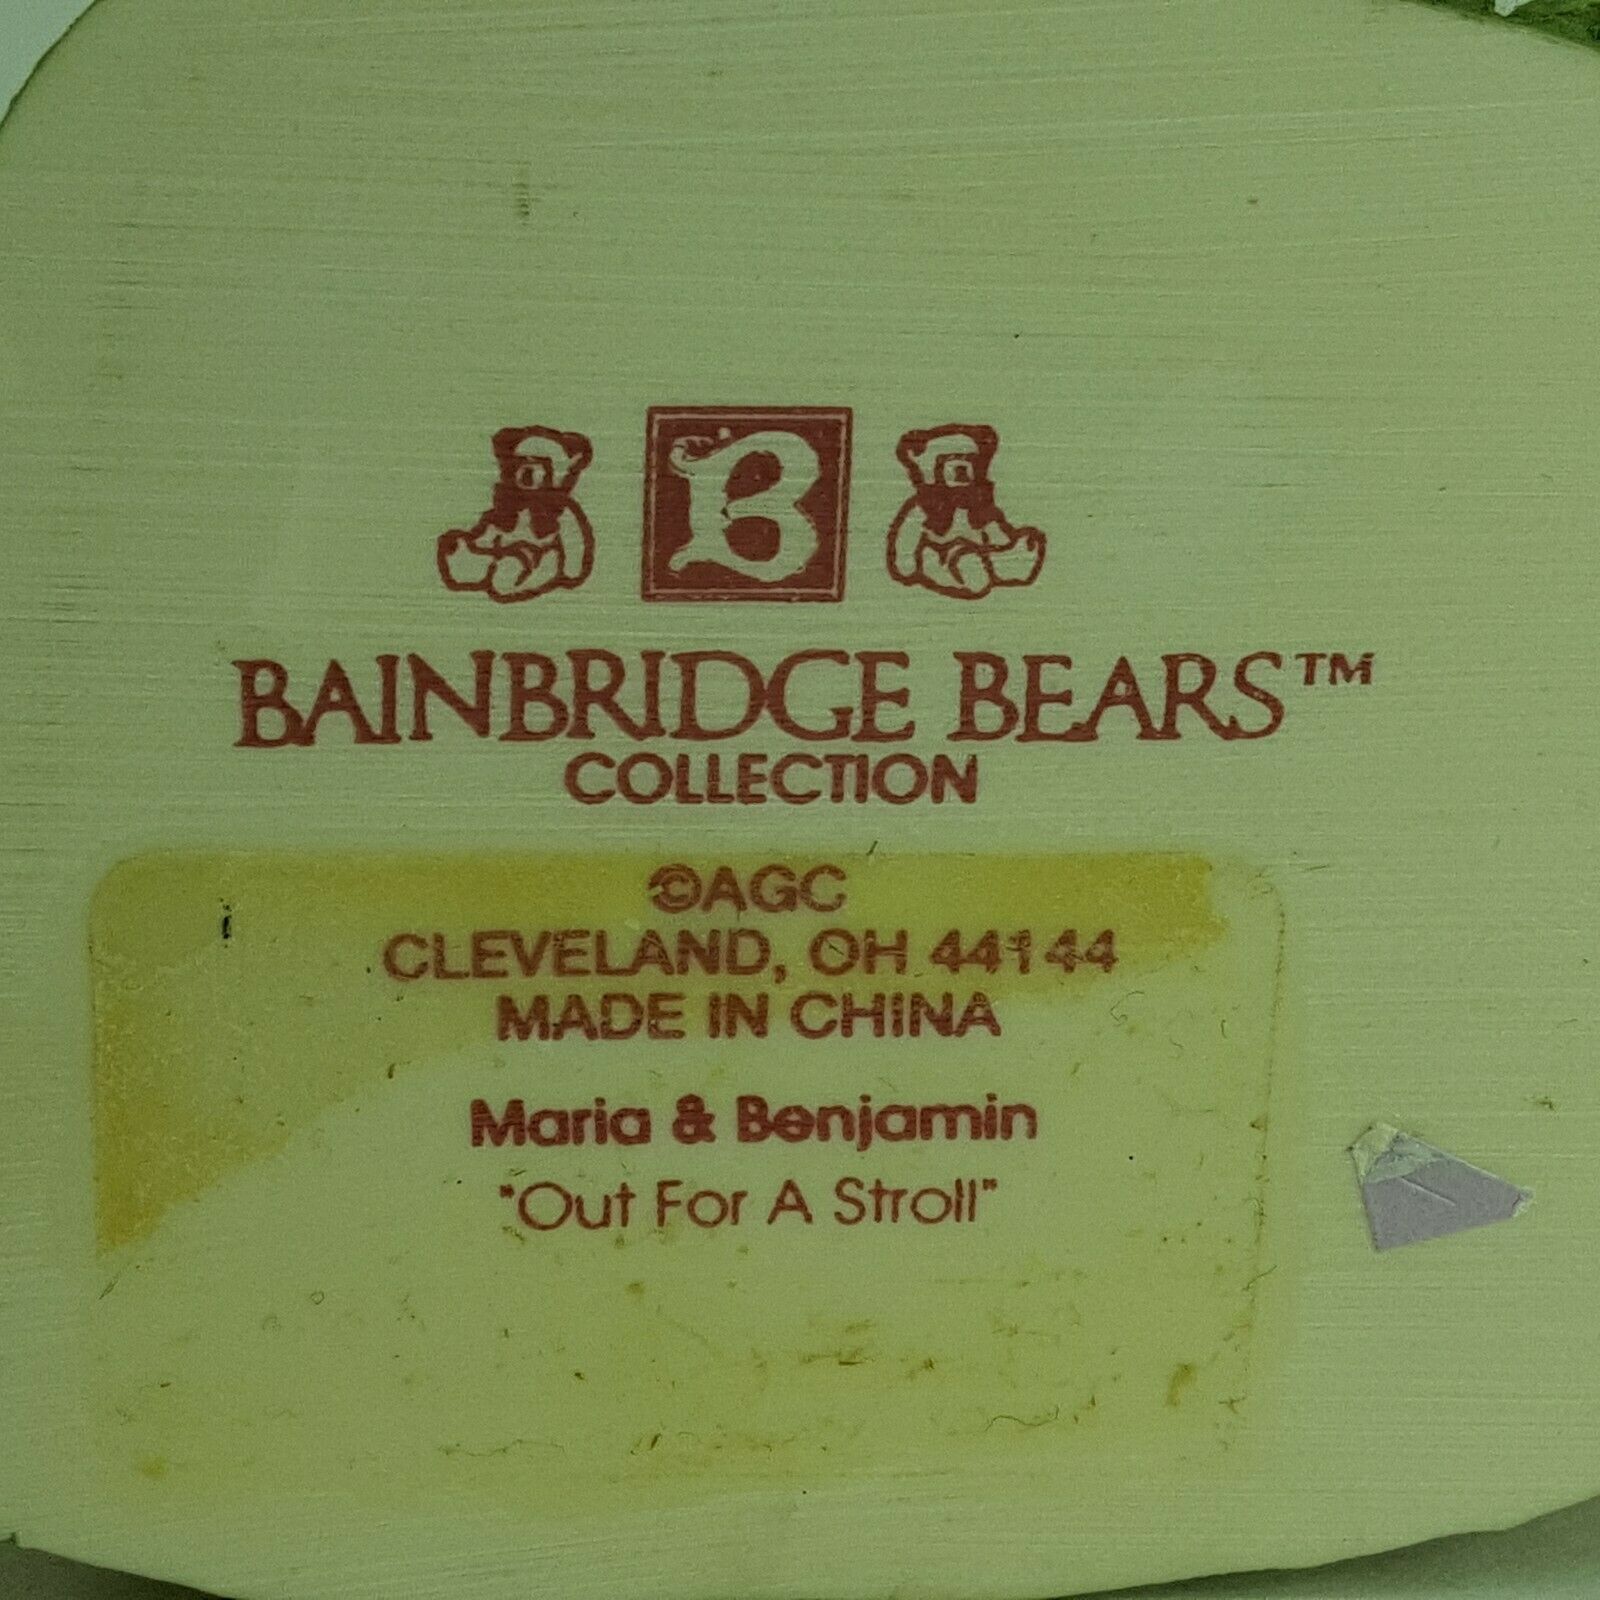 B
BAINBRIDGE BEARS™
COLLECTION
©AGC
CLEVELAND, OH 44144
MADE IN CHINA
Maria & Benjamin
"Out For A Stroll"